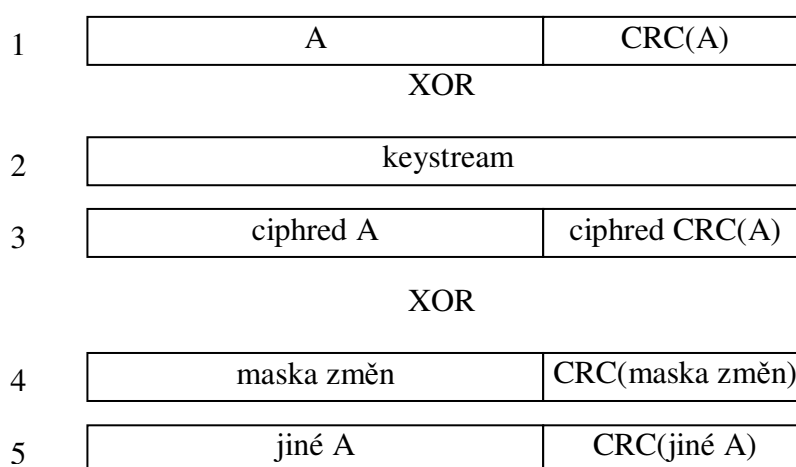 1 A CRC(A)
XOR
2 keystream
3 ciphred A ciphred CRC(A)
XOR
4 maska změn CRC(maska změn)
5 jiné A CRC(jiné A)